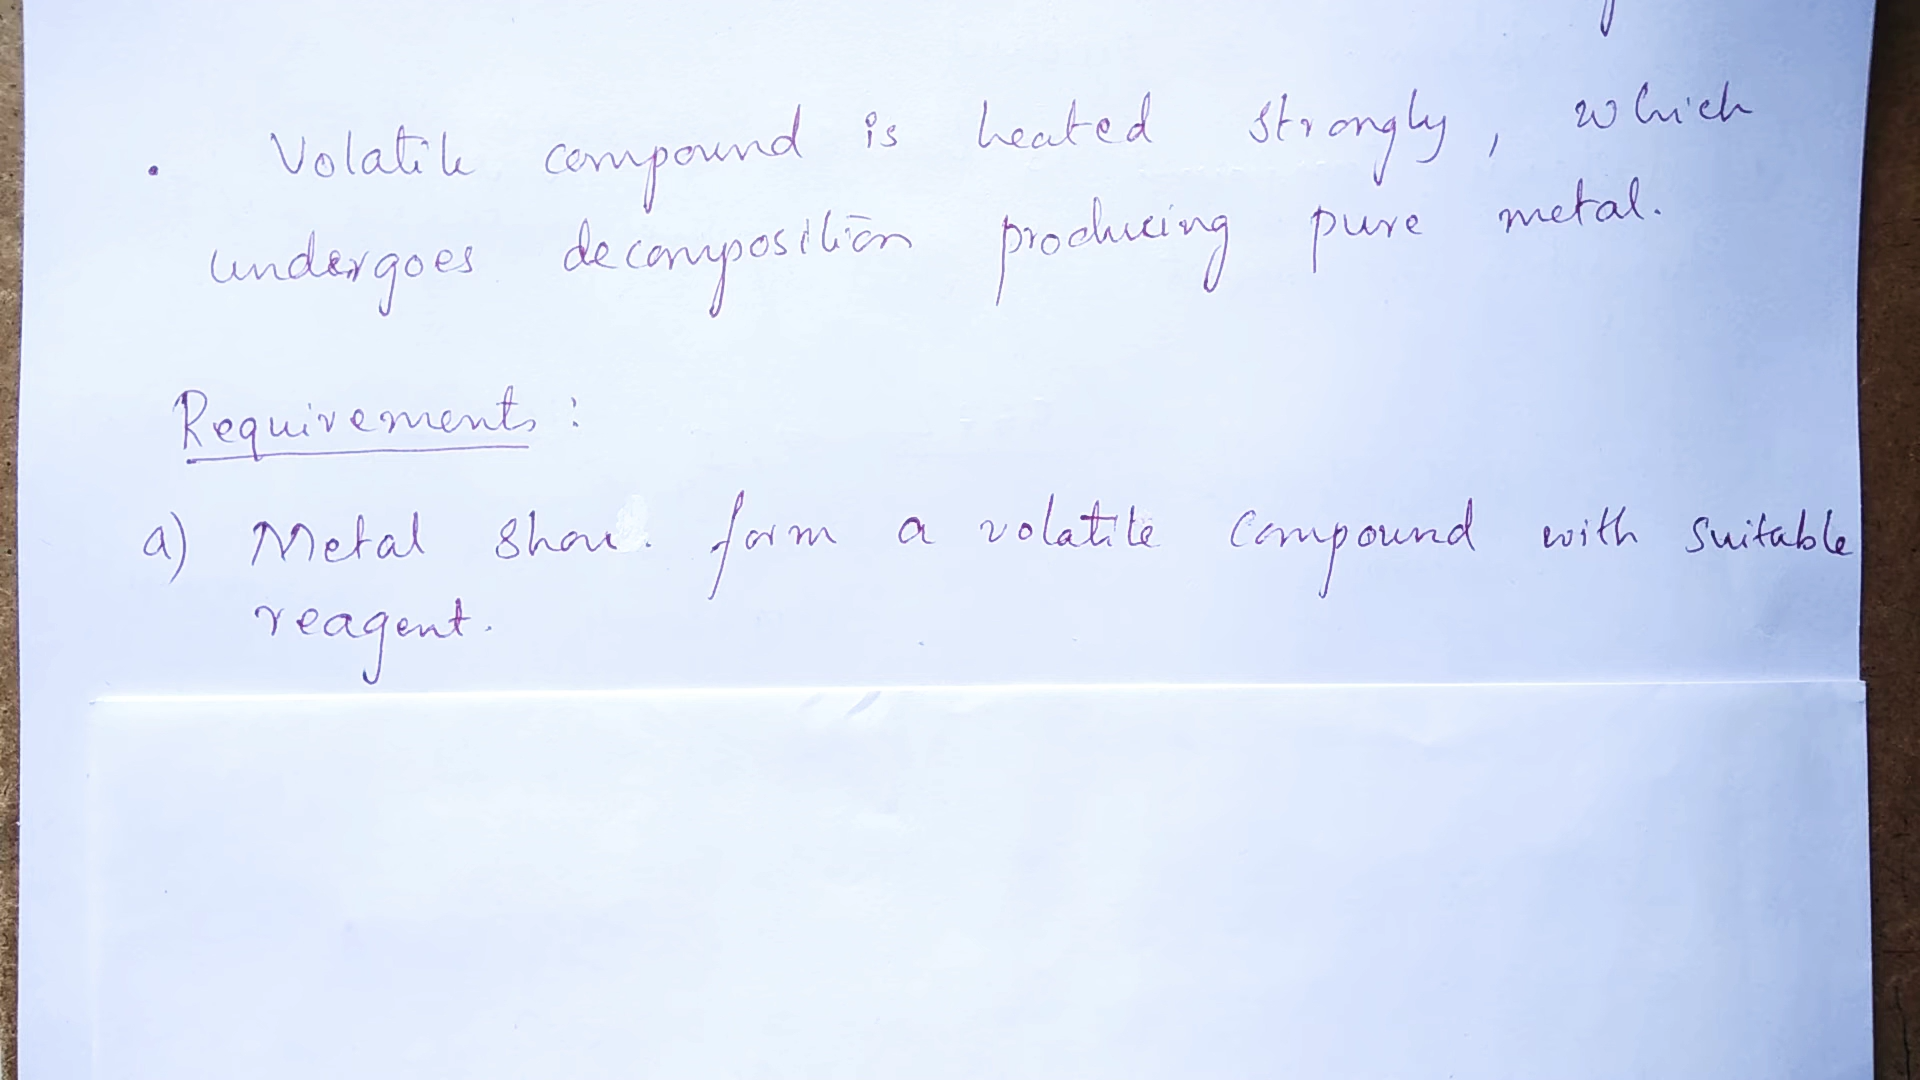 . Volatile compound is heated strongly, which
undergoes decomposition producing pure metal.
Requirements:
a) Metal form a volatile compound with suitable
reagent.